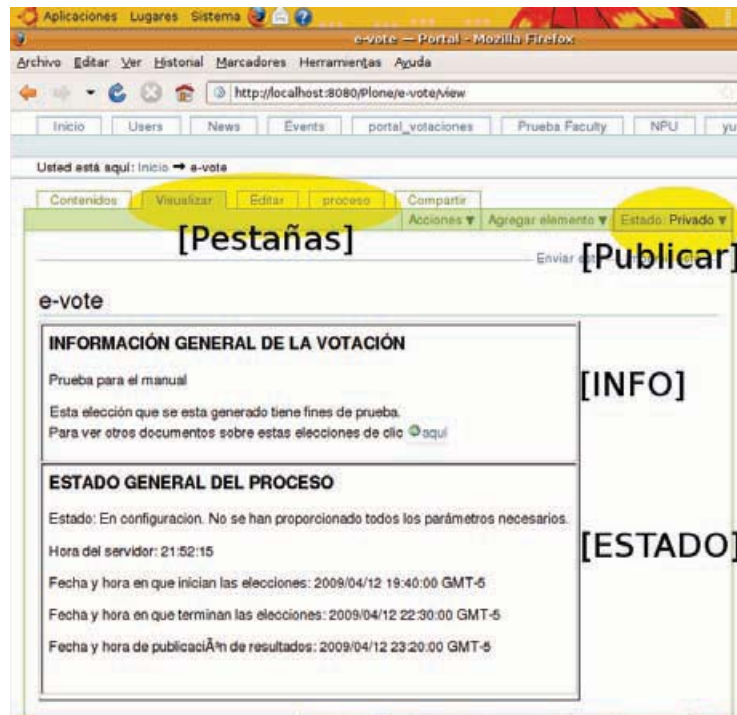 Aplicaciones Lugares Sistema
e-vote — Portal - Mozilla Firefox
Archivo Editar Ver Historial Marcadores Herramientas Ayuda
http://localhost:8080/Plone/e-vote/view
Inicio Users News Events portal_votaciones Prueba Faculty NPU yu
Usted está aquí: Inicio → e-vote
Contenidos Visualizar Editar proceso Compartir
Acciones ▼ Agregar elemento ▼ Estado: Privado ▼
[Pestañas]
Enviar
[Publicar]
e-vote
INFORMACIÓN GENERAL DE LA VOTACIÓN
Prueba para el manual
[INFO]
Esta elección que se esta generado tiene fines de prueba.
Para ver otros documentos sobre estas elecciones de clic aquí
ESTADO GENERAL DEL PROCESO
Estado: En configuracion. No se han proporcionado todos los parámetros necesarios.
Hora del servidor: 21:52:15
[ESTADO]
Fecha y hora en que inician las elecciones: 2009/04/12 19:40:00 GMT-5
Fecha y hora en que terminan las elecciones: 2009/04/12 22:30:00 GMT-5
Fecha y hora de publicaciÃ³n de resultados: 2009/04/12 23:20:00 GMT-5